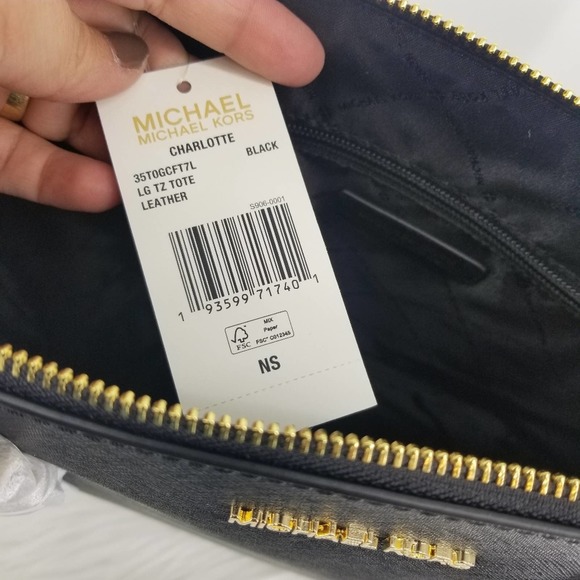 MICHAEL
MICHAEL KORS
CHARLOTTE
35T0GCFT7L BLACK
LG TZ TOTE
LEATHER
S906-0001
1 93599 71740 1
FSC
MIX
Paper
FSC® C012345
NS